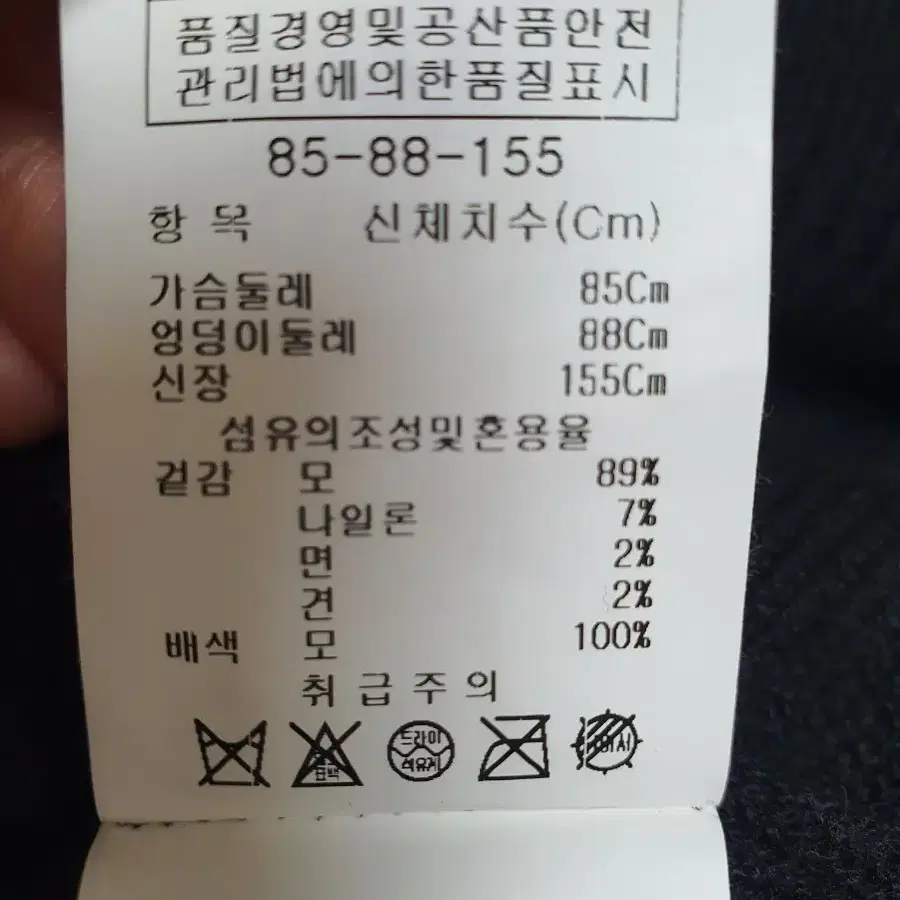 품질경영및공산품안전
관리법에의한품질표시
85-88-155
항 목 신체치수(Cm)
가슴둘레 85Cm
엉덩이둘레 88Cm
신장 155Cm
섬유의조성및혼용율
겉감 모 89%
나일론 7%
면 2%
견 2%
배색 모 100%
취급주의
표백 드라이
석유계